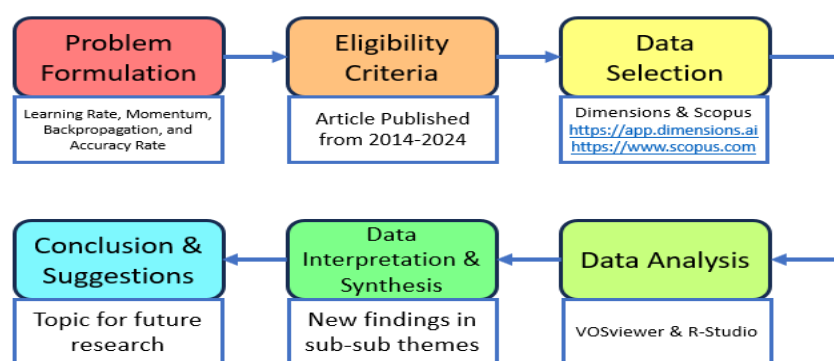 Problem
Formulation
Learning Rate, Momentum,
Backpropagation, and
Accuracy Rate
Eligibility
Criteria
Article Published
from 2014-2024
Data
Selection
Dimensions & Scopus
https://app.dimensions.ai
https://www.scopus.com
Data Analysis
VOSviewer & R-Studio
Data
Interpretation &
Synthesis
New findings in
sub-sub themes
Conclusion &
Suggestions
Topic for future
research